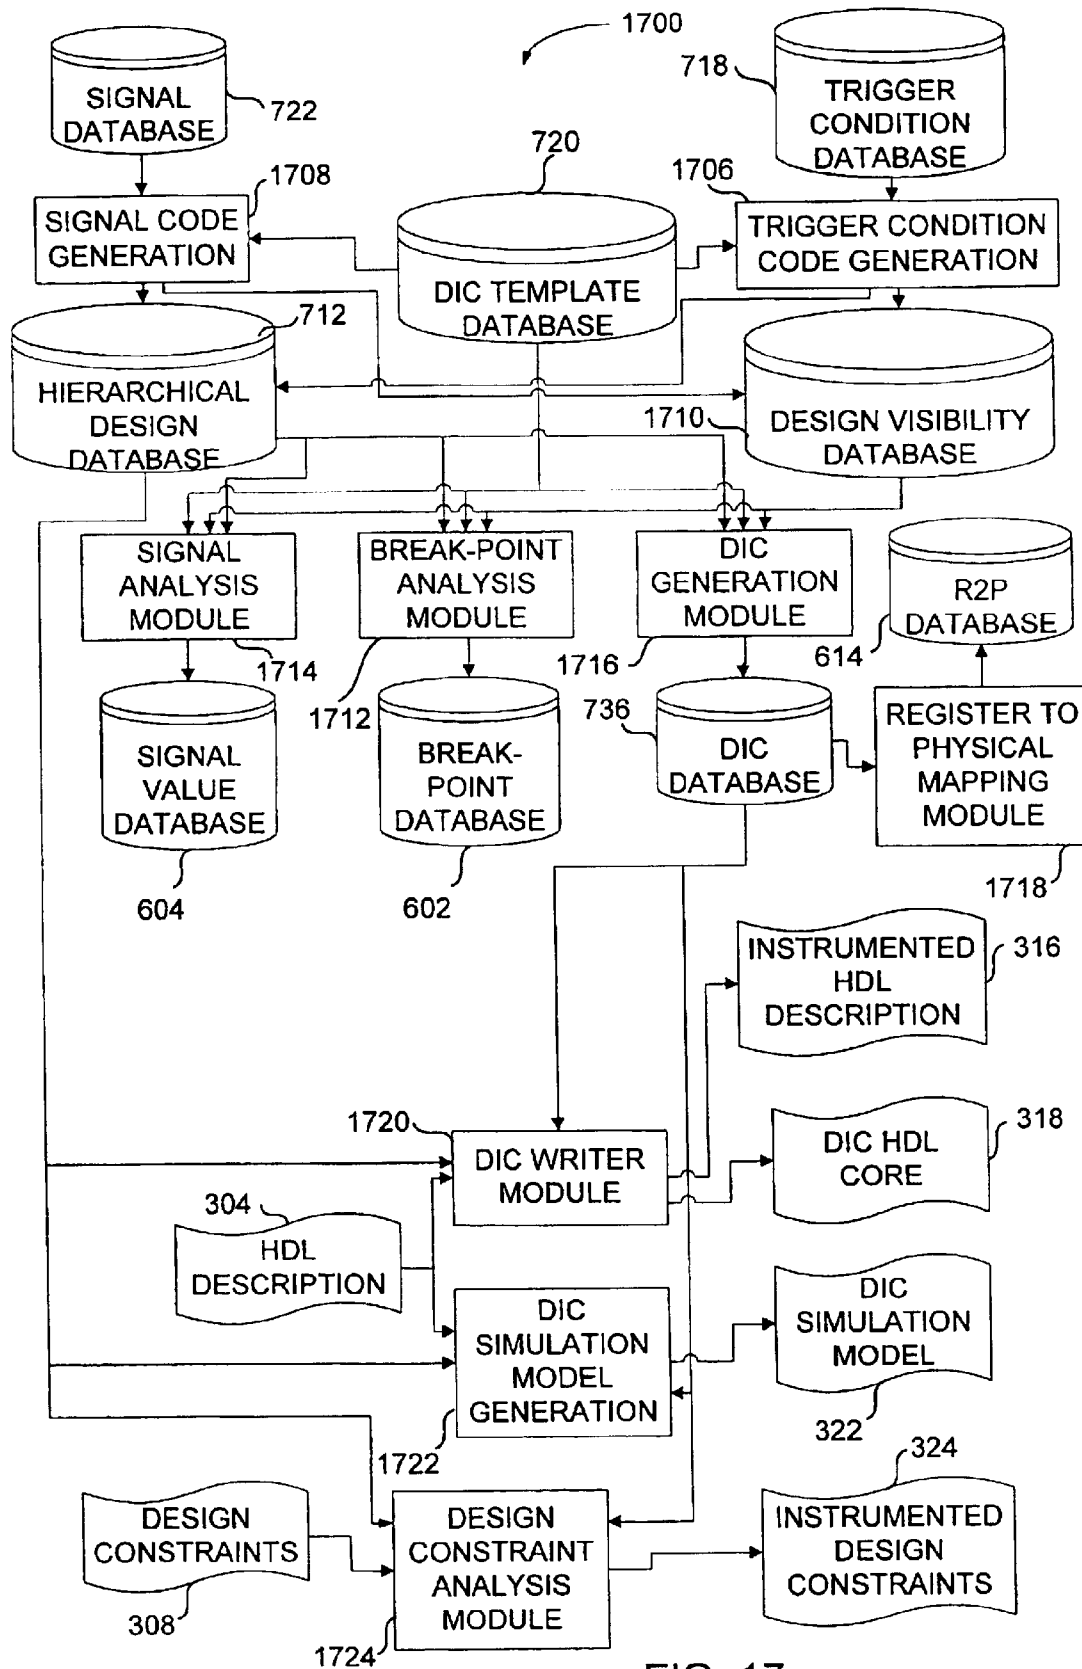 1700
SIGNAL
DATABASE
722
718
TRIGGER
CONDITION
DATABASE
720
1708
1706
SIGNAL CODE
GENERATION
DIC TEMPLATE
DATABASE
TRIGGER CONDITION
CODE GENERATION
712
HIERARCHICAL
DESIGN
DATABASE
1710
DESIGN VISIBILITY
DATABASE
SIGNAL
ANALYSIS
MODULE
1714
BREAK-POINT
ANALYSIS
MODULE
1712
DIC
GENERATION
MODULE
1716
R2P
DATABASE
614
SIGNAL
VALUE
DATABASE
604
BREAK-
POINT
DATABASE
602
736
DIC
DATABASE
REGISTER TO
PHYSICAL
MAPPING
MODULE
1718
INSTRUMENTED
HDL
DESCRIPTION
316
1720
DIC WRITER
MODULE
DIC HDL
CORE
318
304
HDL
DESCRIPTION
DIC
SIMULATION
MODEL
GENERATION
1722
DIC
SIMULATION
MODEL
322
DESIGN
CONSTRAINTS
308
DESIGN
CONSTRAINT
ANALYSIS
MODULE
1724
324
INSTRUMENTED
DESIGN
CONSTRAINTS
FIG. 17